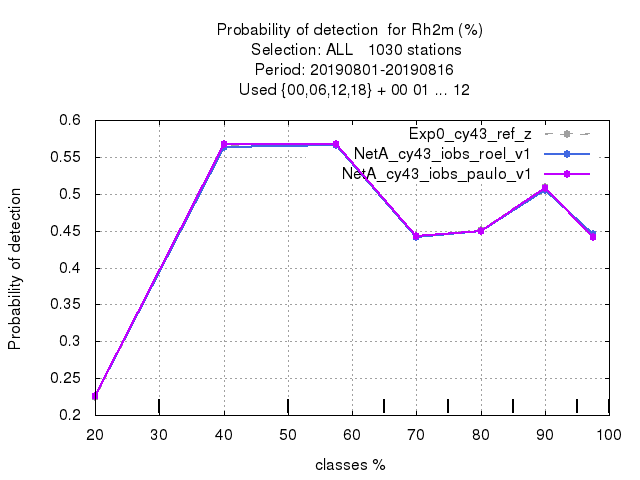 Probability of detection  for Rh2m (%)
Selection: ALL   1030 stations
Period: 20190801-20190816
Used {00,06,12,18} + 00 01 ... 12
Exp0_cy43_ref_z
NetA_cy43_iobs_roel_v1
NetA_cy43_iobs_paulo_v1
0.6
0.55
0.5
0.45
0.4
0.35
0.3
0.25
0.2
Probability of detection
20 30 40 50 60 70 80 90 100
classes %